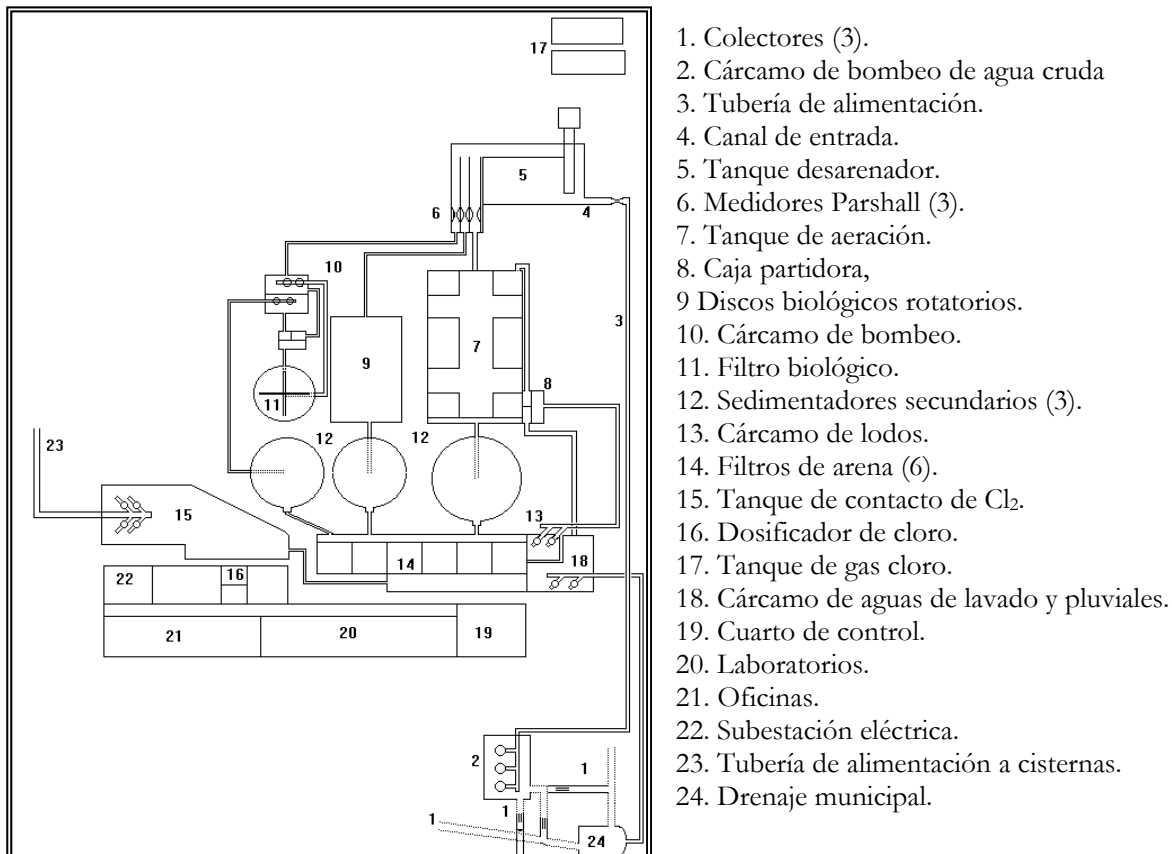 17
5
6
4
10
3
7
9
8
11
12
12
23
13
15
14
18
22
16
21
20
19
2
1
1
1
24
1. Colectores (3).
2. Cárcamo de bombeo de agua cruda
3. Tubería de alimentación.
4. Canal de entrada.
5. Tanque desarenador.
6. Medidores Parshall (3).
7. Tanque de aeración.
8. Caja partidora,
9 Discos biológicos rotatorios.
10. Cárcamo de bombeo.
11. Filtro biológico.
12. Sedimentadores secundarios (3).
13. Cárcamo de lodos.
14. Filtros de arena (6).
15. Tanque de contacto de Cl₂.
16. Dosificador de cloro.
17. Tanque de gas cloro.
18. Cárcamo de aguas de lavado y pluviales.
19. Cuarto de control.
20. Laboratorios.
21. Oficinas.
22. Subestación eléctrica.
23. Tubería de alimentación a cisternas.
24. Drenaje municipal.